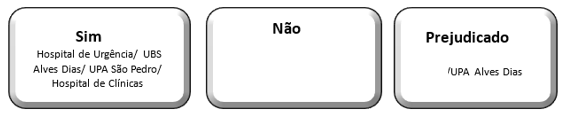 Sim
Hospital de Urgência/ UBS
Alves Dias/ UPA São Pedro/
Hospital de Clínicas
Não
Prejudicado
/UPA Alves Dias